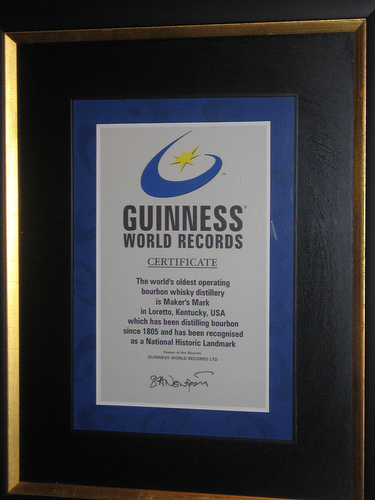 GUINNESS®
WORLD RECORDS
CERTIFICATE
The world's oldest operating
bourbon whisky distillery
is Maker's Mark
in Loretto, Kentucky, USA
which has been distilling bourbon
since 1805 and has been recognised
as a National Historic Landmark
Keeper of the Records
GUINNESS WORLD RECORDS LTD